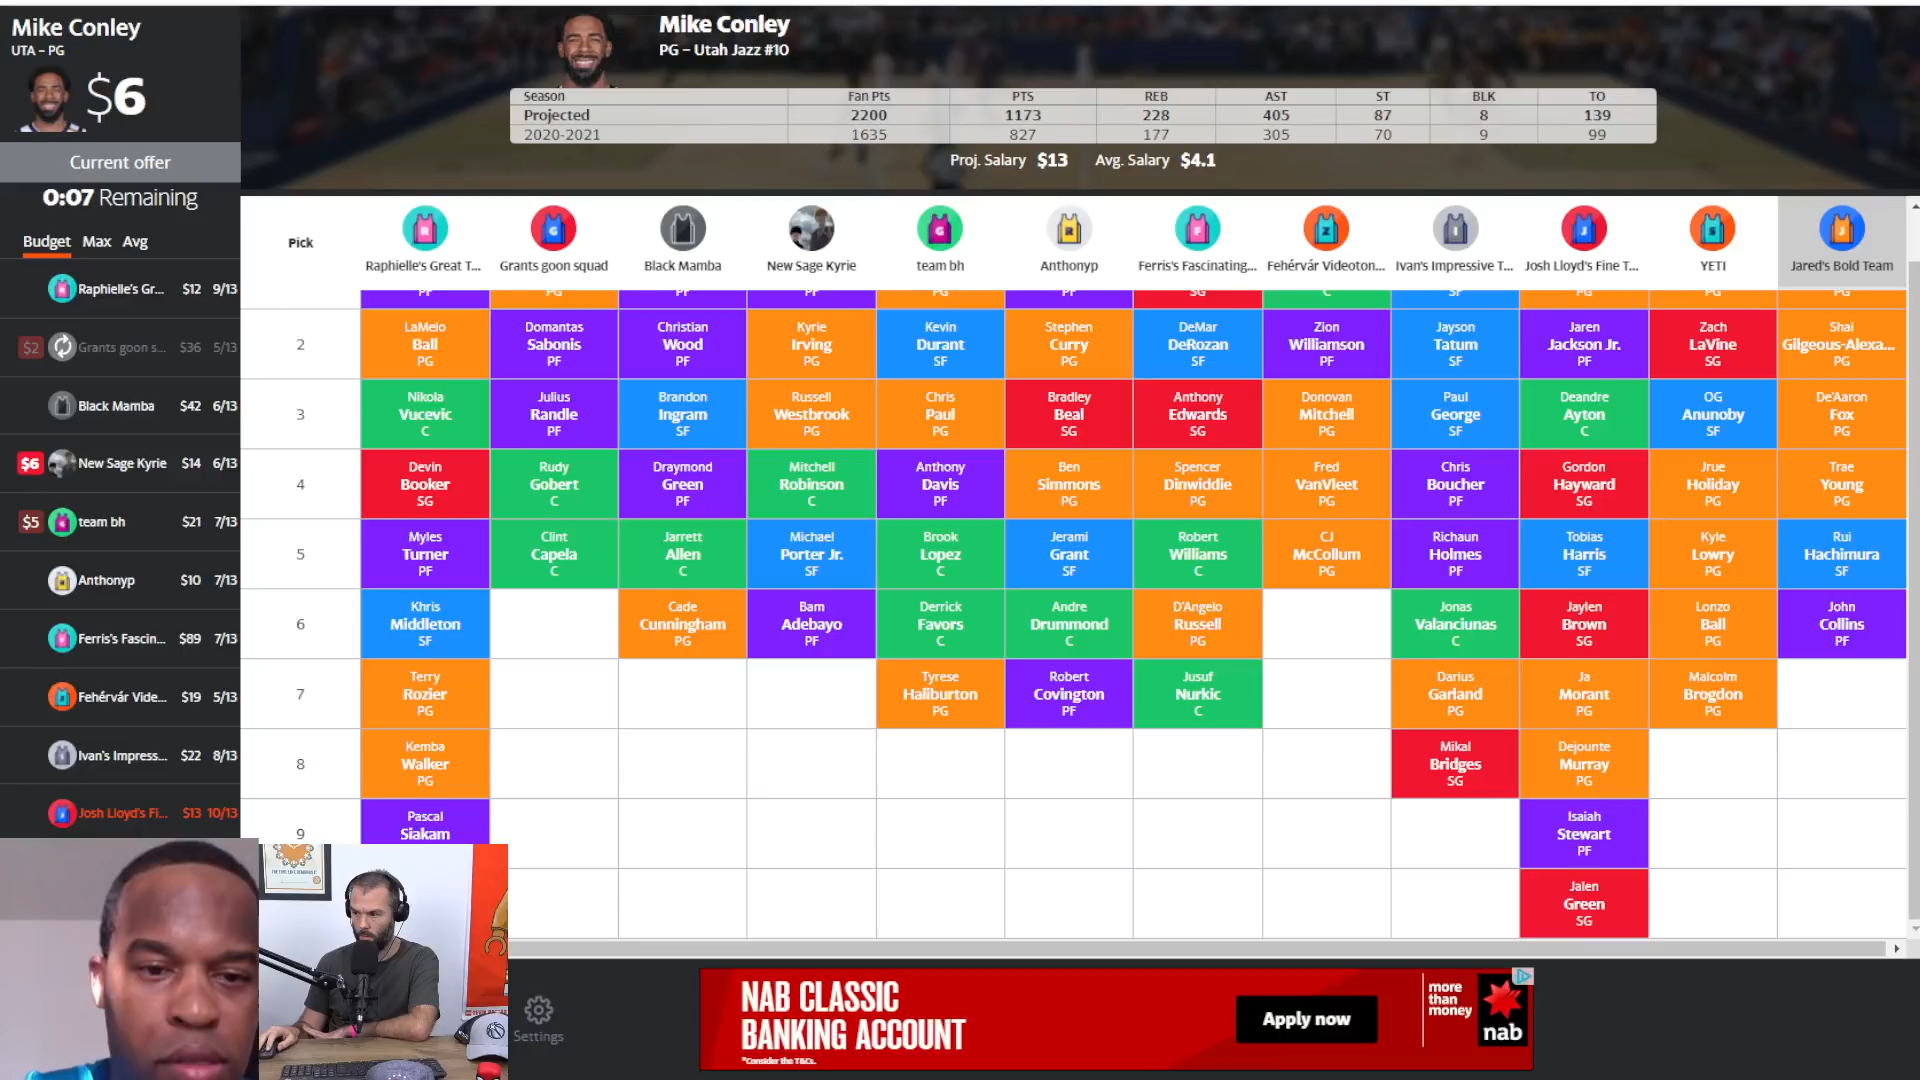 Mike Conley
UTA – PG
$6
Current offer
0:07 Remaining
Budget Max Avg
Raphielle's Gr... $12 9/13
$2 Grants goon s... $36 5/13
Black Mamba $42 6/13
$6 New Sage Kyrie $14 6/13
$5 team bh $21 7/13
Anthonyp $10 7/13
Ferris's Fascin... $89 7/13
Fehérvár Vide... $19 5/13
Ivan's Impress... $22 8/13
Josh Lloyd's Fi... $13 10/13
Mike Conley
PG – Utah Jazz #10
Season Fan Pts PTS REB AST ST BLK TO
Projected 2200 1173 228 405 87 8 139
2020-2021 1635 827 177 305 70 9 99
Proj. Salary $13 Avg. Salary $4.1
Pick Raphielle's Great T... Grants goon squad Black Mamba New Sage Kyrie team bh Anthonyp Ferris's Fascinating... Fehérvár Videoton... Ivan's Impressive T... Josh Lloyd's Fine T... YETI Jared's Bold Team
PF PG PF PF PG PF SG C SF PG PG PG
LaMelo Domantas Christian Kyrie Kevin Stephen DeMar Zion Jayson Jaren Zach Shai
2 Ball Sabonis Wood Irving Durant Curry DeRozan Williamson Tatum Jackson Jr. LaVine Gilgeous-Alexa...
PG PF PF PG SF PG SF PF SF PF SG PG
Nikola Julius Brandon Russell Chris Bradley Anthony Donovan Paul Deandre OG De'Aaron
3 Vucevic Randle Ingram Westbrook Paul Beal Edwards Mitchell George Ayton Anunoby Fox
C PF SF PG PG SG SG PG SF C SF PG
Devin Rudy Draymond Mitchell Anthony Ben Spencer Fred Chris Gordon Jrue Trae
4 Booker Gobert Green Robinson Davis Simmons Dinwiddie VanVleet Boucher Hayward Holiday Young
SG C PF C PF PG PG PG PF SG PG PG
Myles Clint Jarrett Michael Brook Jerami Robert CJ Richaun Tobias Kyle Rui
5 Turner Capela Allen Porter Jr. Lopez Grant Williams McCollum Holmes Harris Lowry Hachimura
PF C C SF C SF C PG PF SF PG SF
Khris Cade Bam Derrick Andre D'Angelo Jonas Jaylen Lonzo John
6 Middleton Cunningham Adebayo Favors Drummond Russell Valanciunas Brown Ball Collins
SF PG PF C C PG C SG PG PF
Terry Tyrese Robert Jusuf Darius Ja Malcolm
7 Rozier Haliburton Covington Nurkic Garland Morant Brogdon
PG PG PF C PG PG PG
Kemba Mikal Dejounte
8 Walker Bridges Murray
PG SG PG
Pascal Isaiah
9 Siakam Stewart
PF
Jalen
Green
SG
Settings
NAB CLASSIC
BANKING ACCOUNT
*Consider the T&Cs.
Apply now
more
than
money
nab